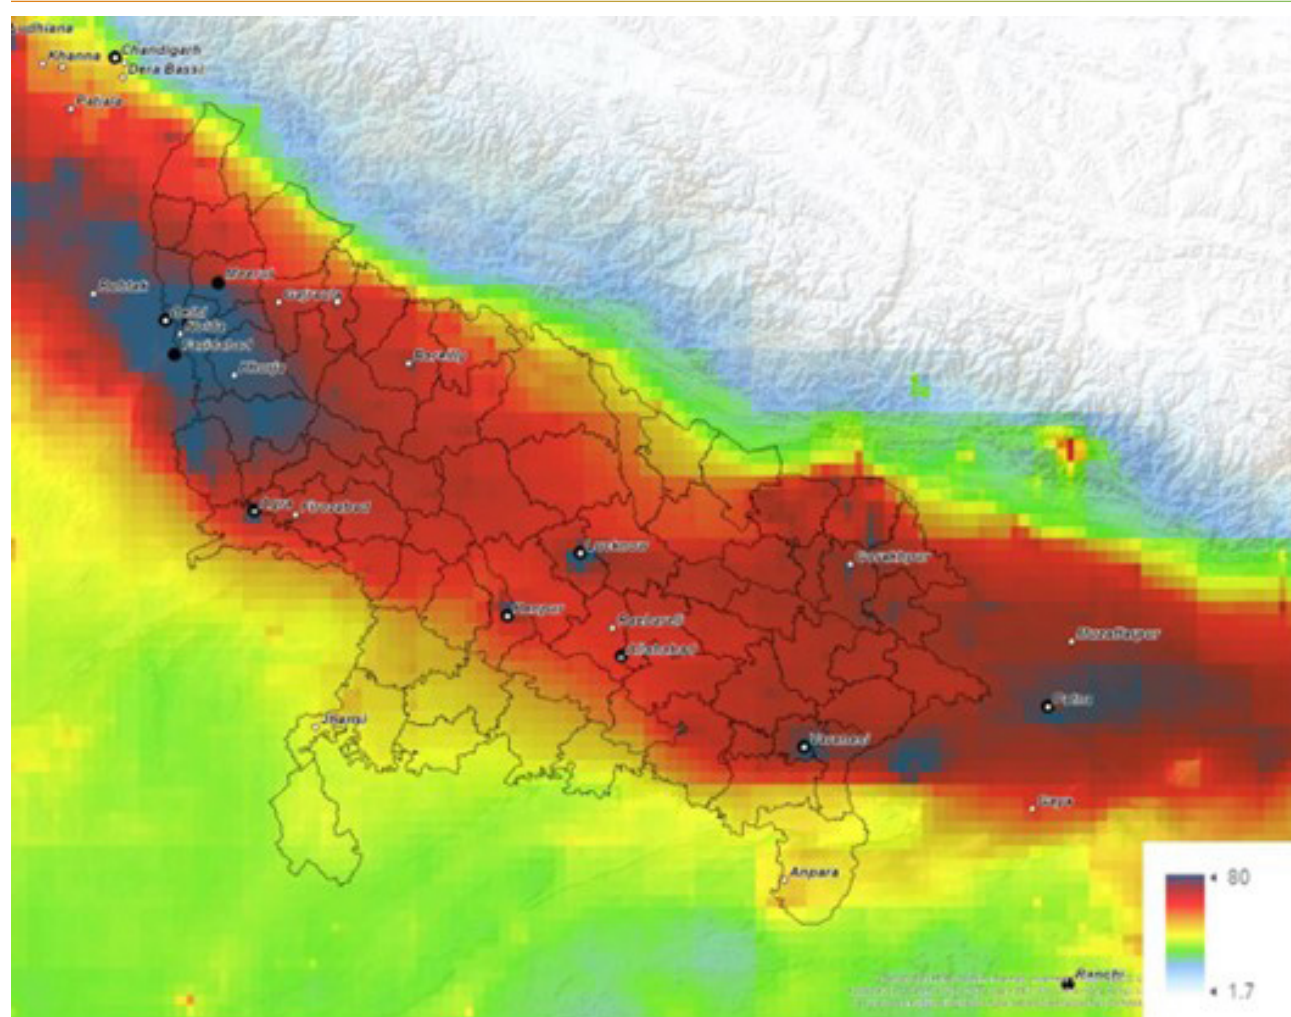 Khanna
Chandigarh
Dera Bassi
Patiala
Meerut
Rohtak
Gajraula
Delhi
Noida
Faridabad
Khurja
Bareilly
Agra
Firozabad
Lucknow
Gorakhpur
Kanpur
Raebareli
Allahabad
Muzaffarpur
Patna
Jhansi
Varanasi
Gaya
Anpara
80
Ranchi
1.7